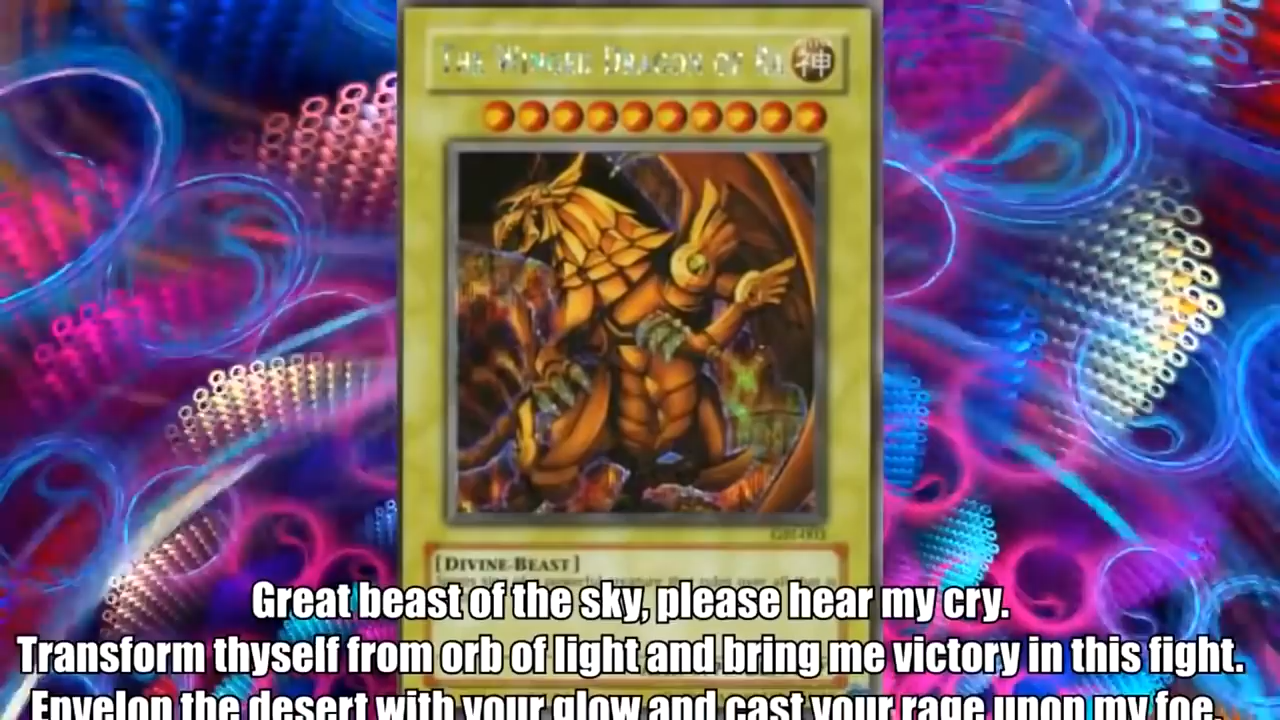 THE WINGED DRAGON OF RA 神
[DIVINE-BEAST]
Great beast of the sky, please hear my cry.
Transform thyself from orb of light and bring me victory in this fight.
Envelop the desert with your glow and cast your rage upon my foe.